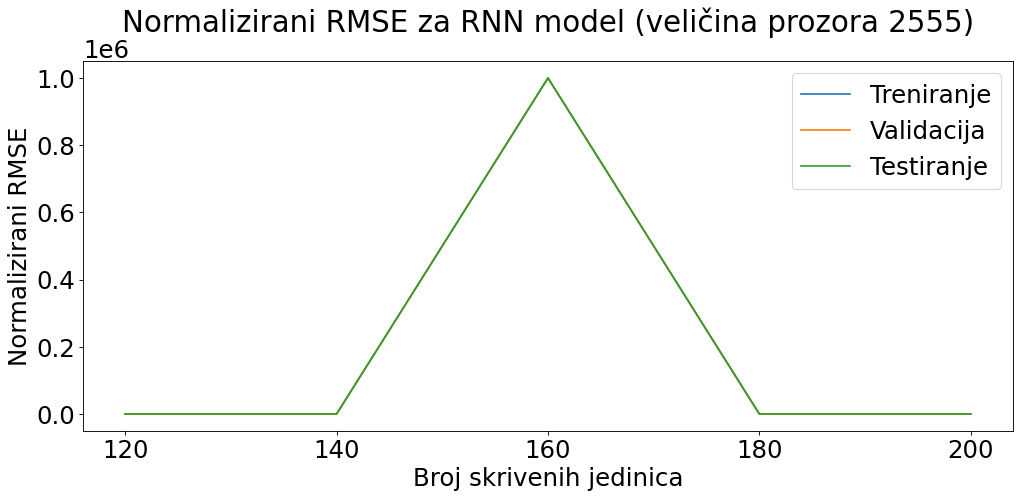 Normalizirani RMSE za RNN model (veličina prozora 2555)
1e6
1.0
0.8
0.6
0.4
0.2
0.0
Normalizirani RMSE
Treniranje
Validacija
Testiranje
120 140 160 180 200
Broj skrivenih jedinica